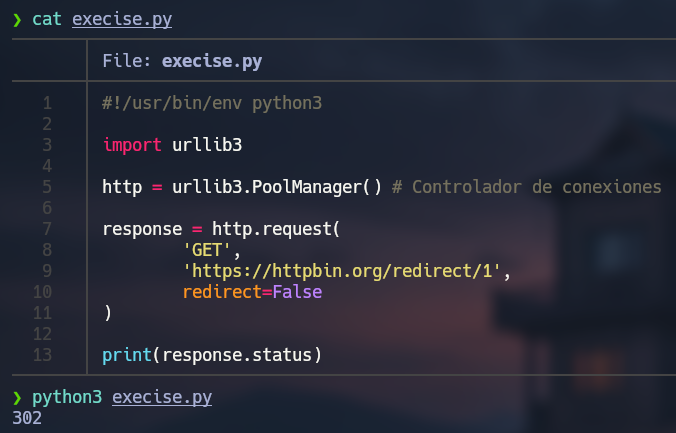 ❯ cat execise.py
File: execise.py
1 #!/usr/bin/env python3
2
3 import urllib3
4
5 http = urllib3.PoolManager() # Controlador de conexiones
6
7 response = http.request(
8         'GET',
9         'https://httpbin.org/redirect/1',
10         redirect=False
11 )
12
13 print(response.status)
❯ python3 execise.py
302